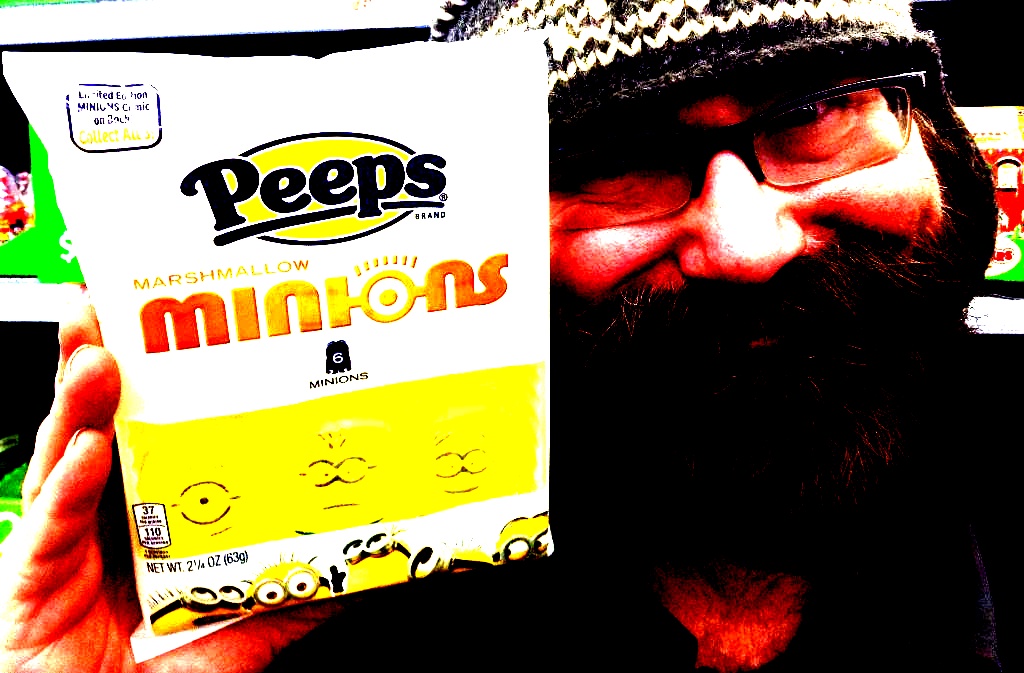 Limited Edition
MINIONS Comic
on Back
Collect All 3!
Peeps®
BRAND
MARSHMALLOW
minions
6
MINIONS
37
110
NET WT. 2¼ OZ (63g)